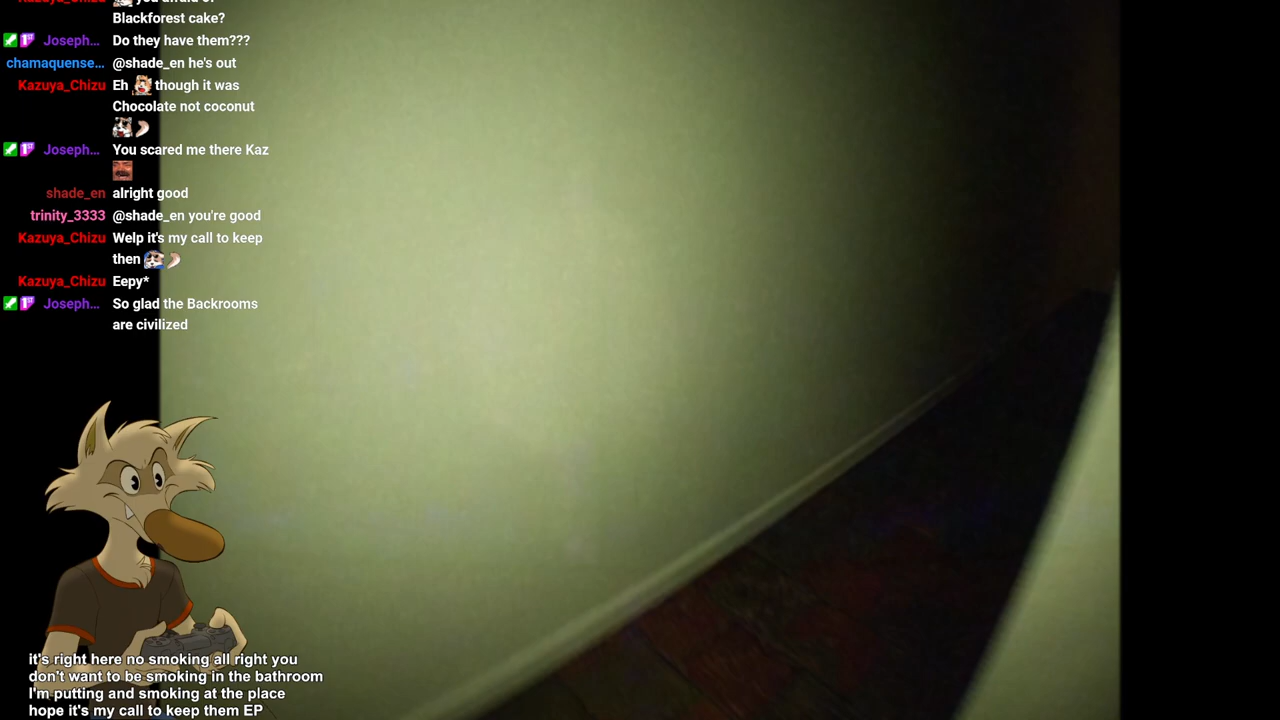 Blackforest cake?
Joseph... Do they have them???
chamaquense... @shade_en he's out
Kazuya_Chizu Eh though it was
Chocolate not coconut
Joseph... You scared me there Kaz
shade_en alright good
trinity_3333 @shade_en you're good
Kazuya_Chizu Welp it's my call to keep
then
Kazuya_Chizu Eepy*
Joseph... So glad the Backrooms
are civilized
it's right here no smoking all right you
don't want to be smoking in the bathroom
I'm putting and smoking at the place
hope it's my call to keep them EP